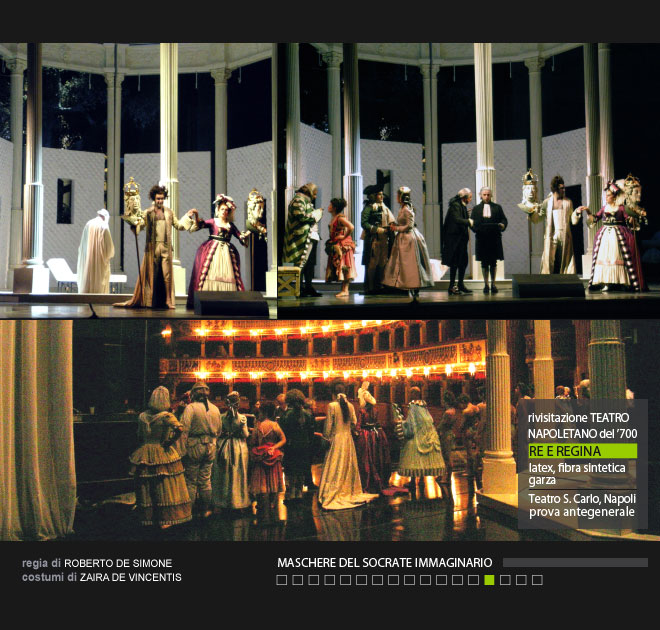 rivisitazione TEATRO
NAPOLETANO del '700
RE E REGINA
latex, fibra sintetica
garza
Teatro S. Carlo, Napoli
prova antegenerale
regia di ROBERTO DE SIMONE
costumi di ZAIRA DE VINCENTIS
MASCHERE DEL SOCRATE IMMAGINARIO